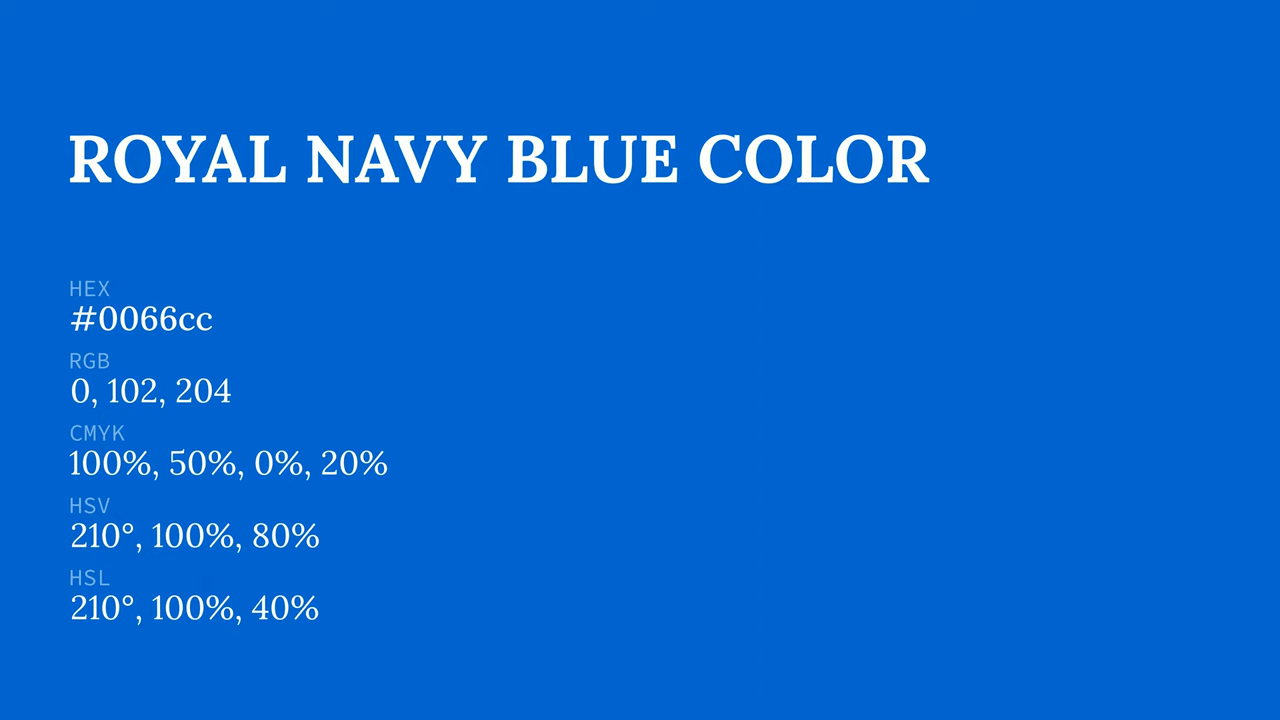 ROYAL NAVY BLUE COLOR
HEX
#0066cc
RGB
0, 102, 204
CMYK
100%, 50%, 0%, 20%
HSV
210°, 100%, 80%
HSL
210°, 100%, 40%